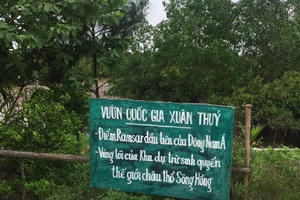 VƯỜN QUỐC GIA XUÂN THUỶ
- Điểm Ramsar đầu tiên của Đông Nam Á
- Vùng lõi của Khu dự trữ sinh quyển
thế giới châu thổ Sông Hồng